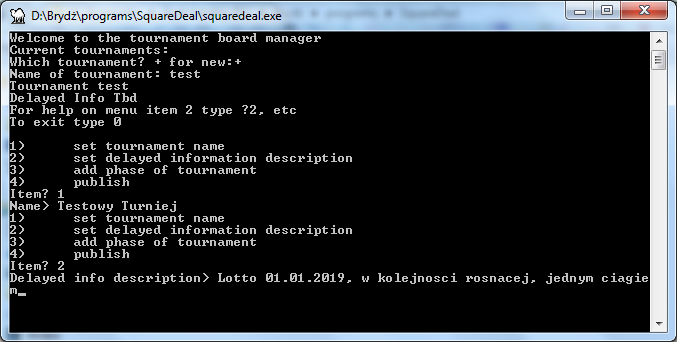 D:\Brydż\programs\SquareDeal\squaredeal.exe
Welcome to the tournament board manager
Current tournaments:
Which tournament? + for new:+
Name of tournament: test
Tournament test
Delayed Info Tbd
For help on menu item 2 type ?2, etc
To exit type 0
1) set tournament name
2) set delayed information description
3) add phase of tournament
4) publish
Item? 1
Name> Testowy Turniej
1) set tournament name
2) set delayed information description
3) add phase of tournament
4) publish
Item? 2
Delayed info description> Lotto 01.01.2019, w kolejnosci rosnacej, jednym ciagie
m_